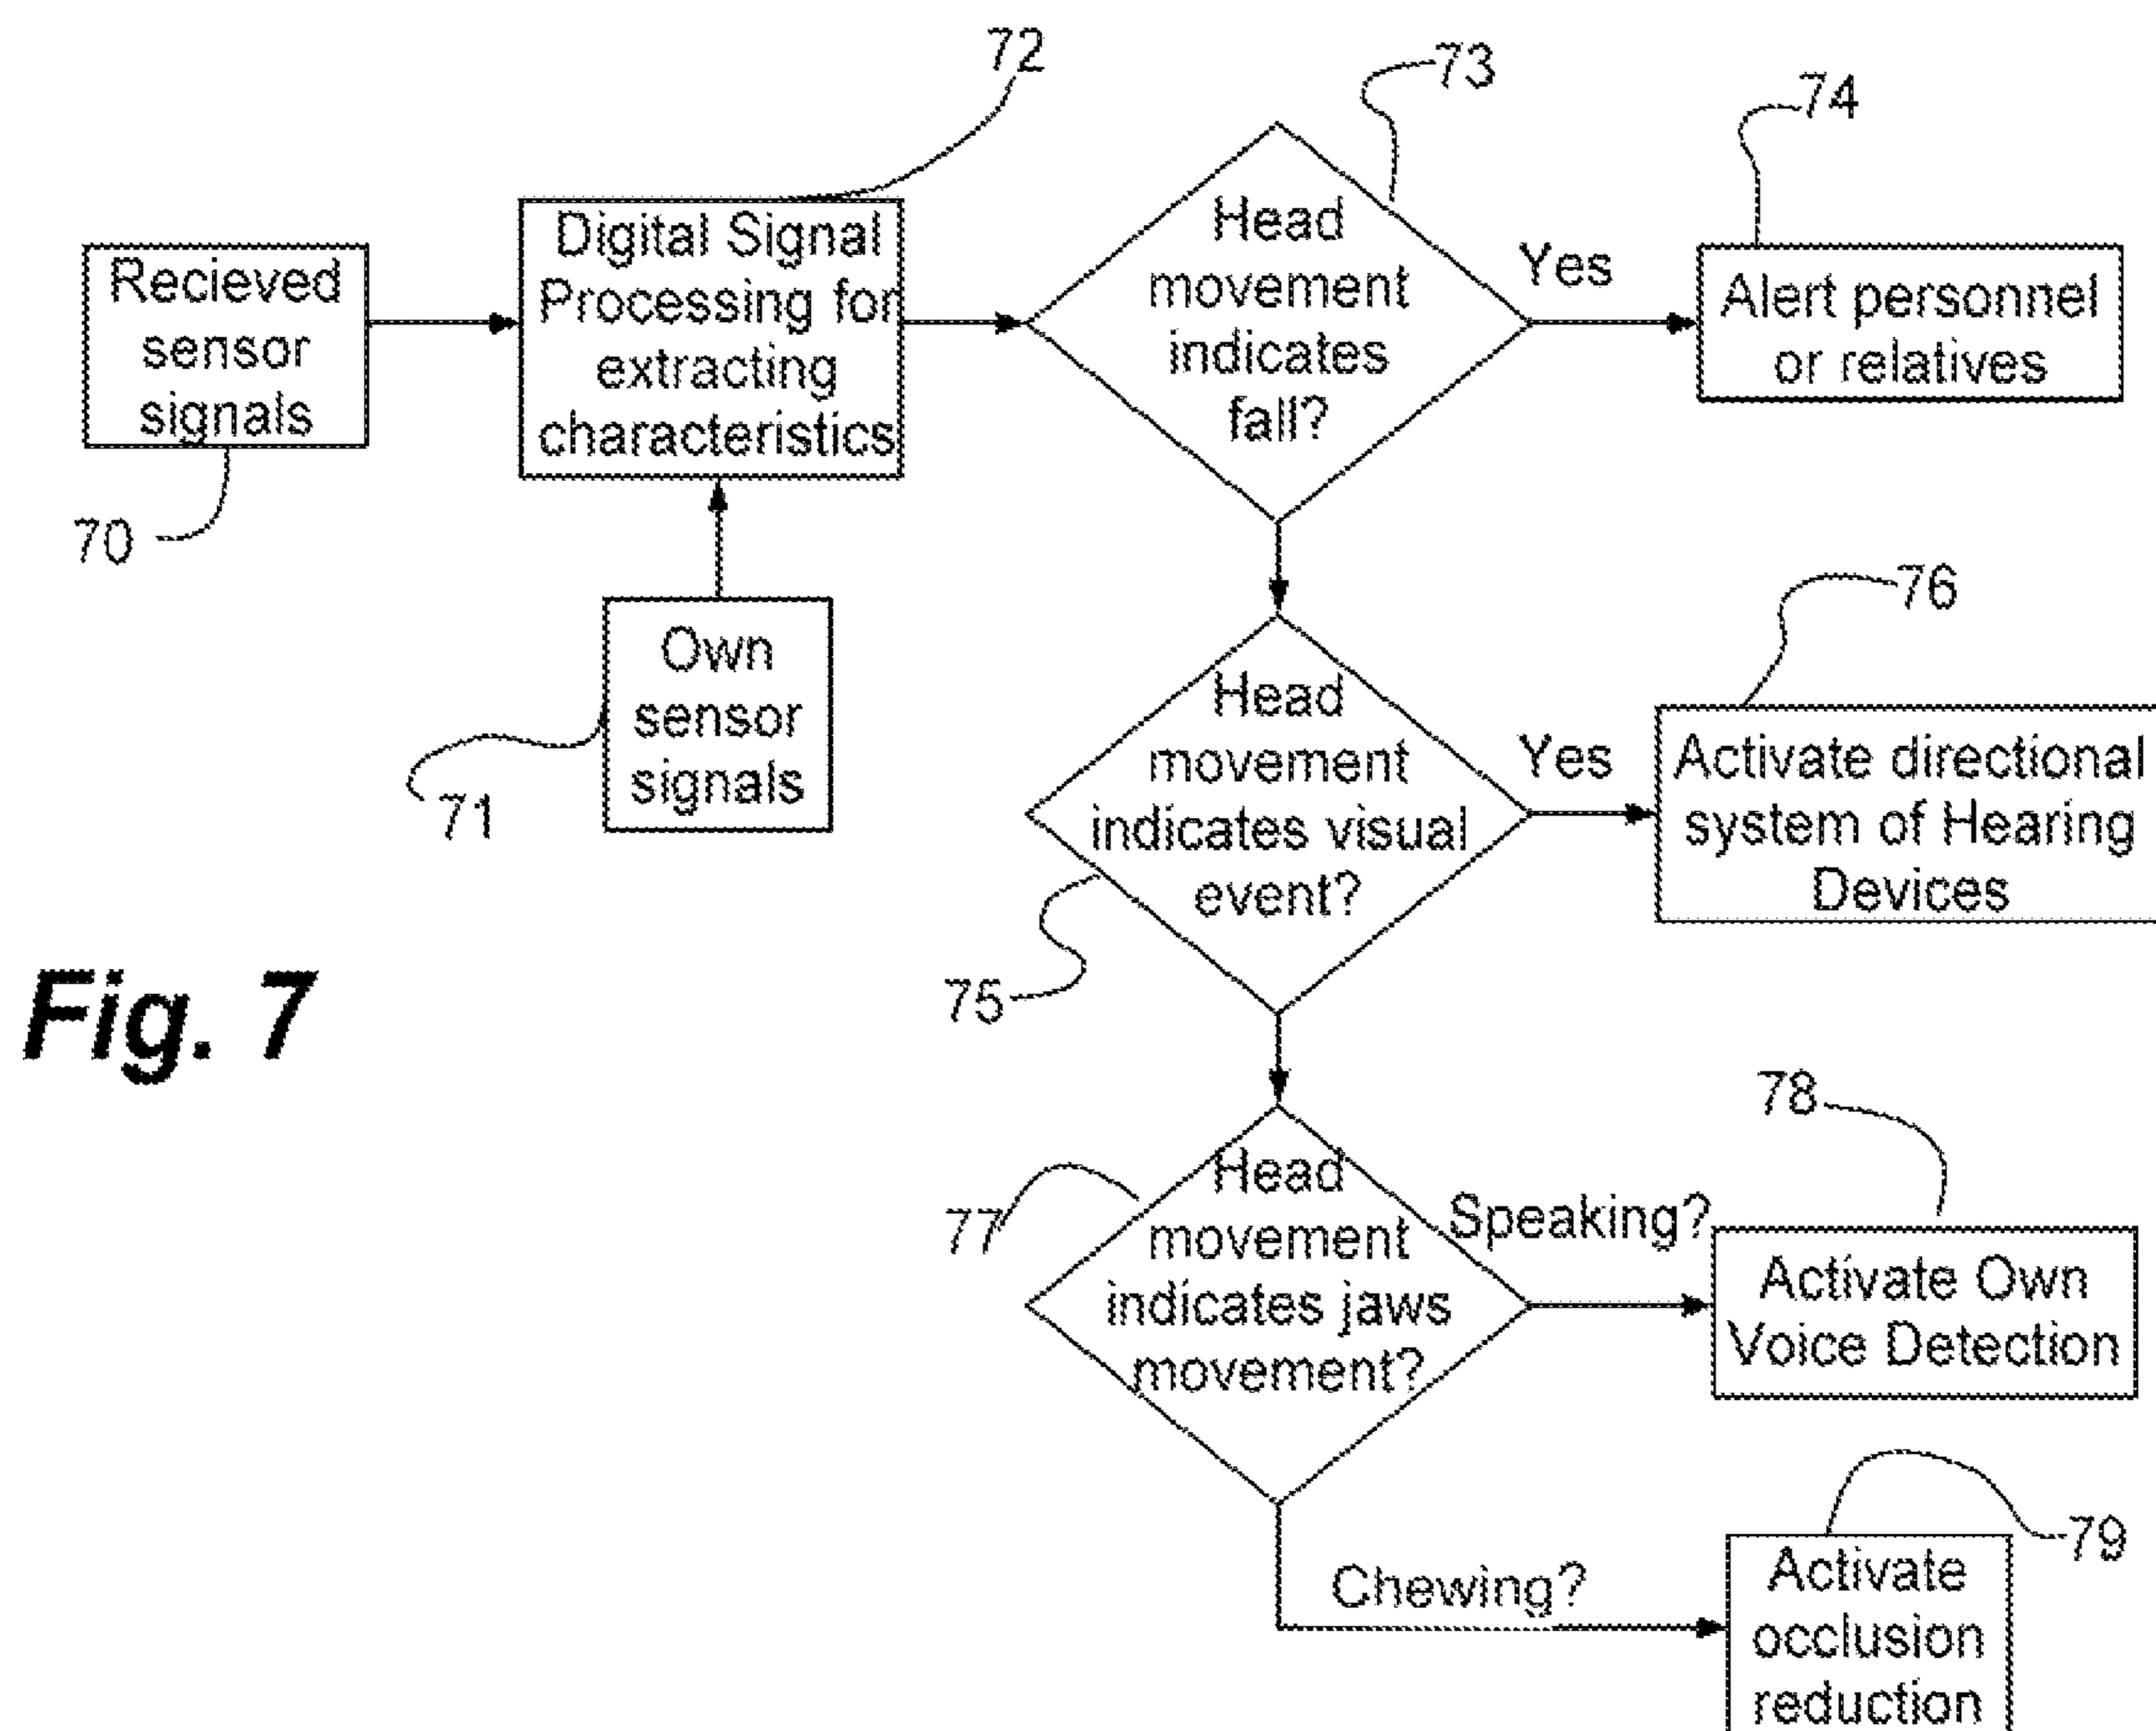 72
73
74
Recieved
sensor
signals
70
Digital Signal
Processing for
extracting
characteristics
Own
sensor
signals
71
Head
movement
indicates
fall?
Yes
Alert personnel
or relatives
Head
movement
indicates visual
event?
75
Yes
76
Activate directional
system of Hearing
Devices
Fig. 7
Head
movement
indicates jaws
movement?
77
Speaking?
78
Activate Own
Voice Detection
Chewing?
79
Activate
occlusion
reduction